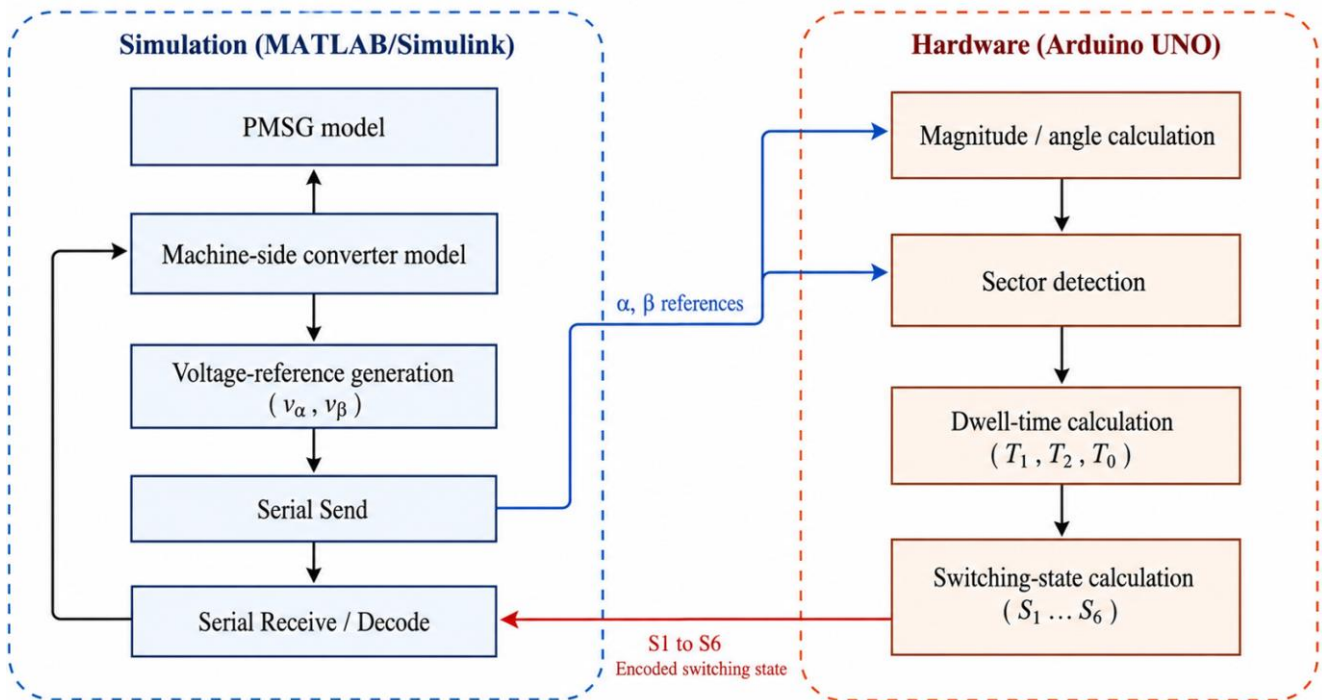 Simulation (MATLAB/Simulink)
PMSG model
Machine-side converter model
Voltage-reference generation
( v_α , v_β )
Serial Send
Serial Receive / Decode
α, β references
S1 to S6
Encoded switching state
Hardware (Arduino UNO)
Magnitude / angle calculation
Sector detection
Dwell-time calculation
( T₁ , T₂ , T₀ )
Switching-state calculation
( S₁ ... S₆ )